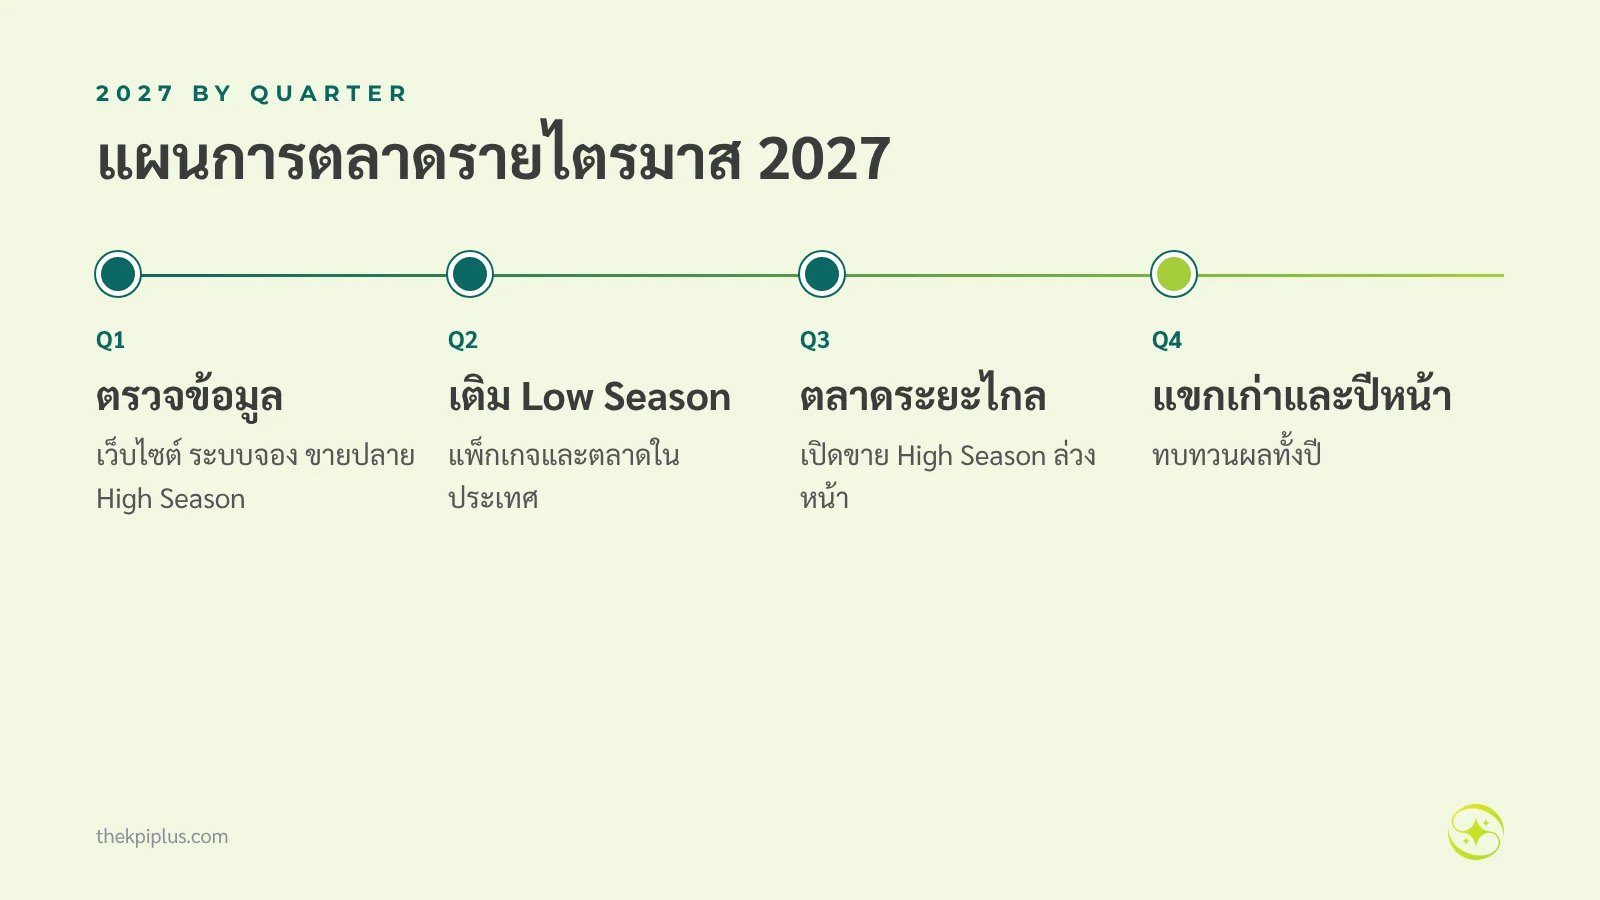 2027 BY QUARTER
แผนการตลาดรายไตรมาส 2027
Q1
ตรวจข้อมูล
เว็บไซต์ ระบบจอง ขายปลาย
High Season
Q2
เติม Low Season
แพ็กเกจและตลาดใน
ประเทศ
Q3
ตลาดระยะไกล
เปิดขาย High Season ล่วง
หน้า
Q4
แขกเก่าและปีหน้า
ทบทวนผลทั้งปี
thekpiplus.com